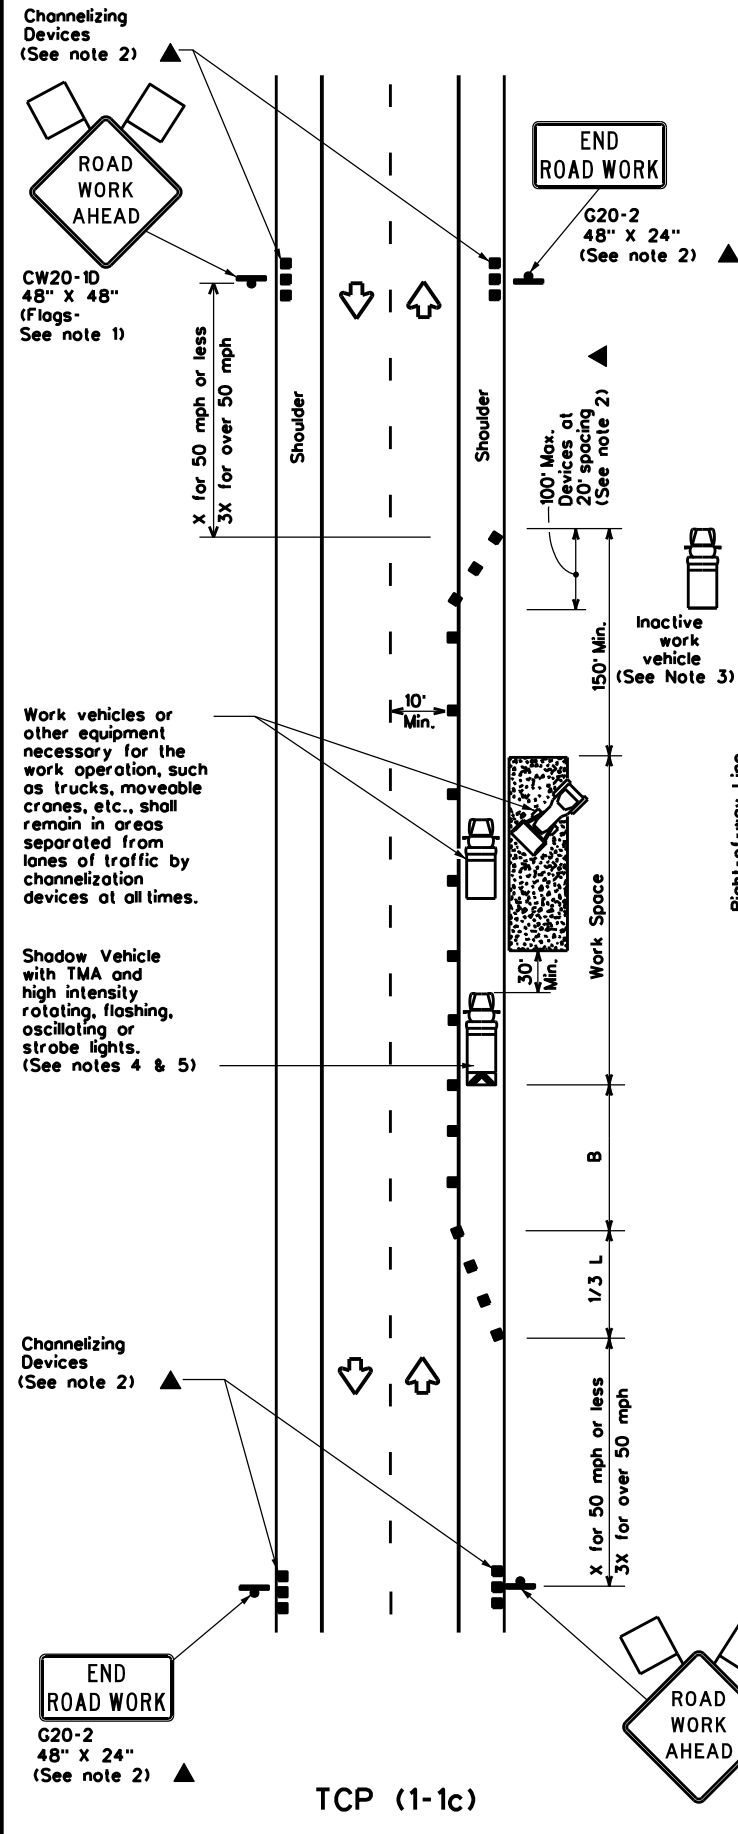 Channelizing
Devices
(See note 2)
ROAD
WORK
AHEAD
CW20-1D
48" X 48"
(Flags-
See note 1)
END
ROAD WORK
G20-2
48" X 24"
(See note 2)
X for 50 mph or less
3X for over 50 mph
Shoulder
Shoulder
100' Max.
Devices at
20' spacing
(See note 2)
150' Min.
Inactive
work
vehicle
(See Note 3)
10'
Min.
Work vehicles or
other equipment
necessary for the
work operation, such
as trucks, moveable
cranes, etc., shall
remain in areas
separated from
lanes of traffic by
channelization
devices at all times.
Right-of-way Line
Work Space
30'
Min.
Shadow Vehicle
with TMA and
high intensity
rotating, flashing,
oscillating or
strobe lights.
(See notes 4 & 5)
B
1/3 L
Channelizing
Devices
(See note 2)
X for 50 mph or less
3X for over 50 mph
END
ROAD WORK
G20-2
48" X 24"
(See note 2)
ROAD
WORK
AHEAD
TCP (1-1c)